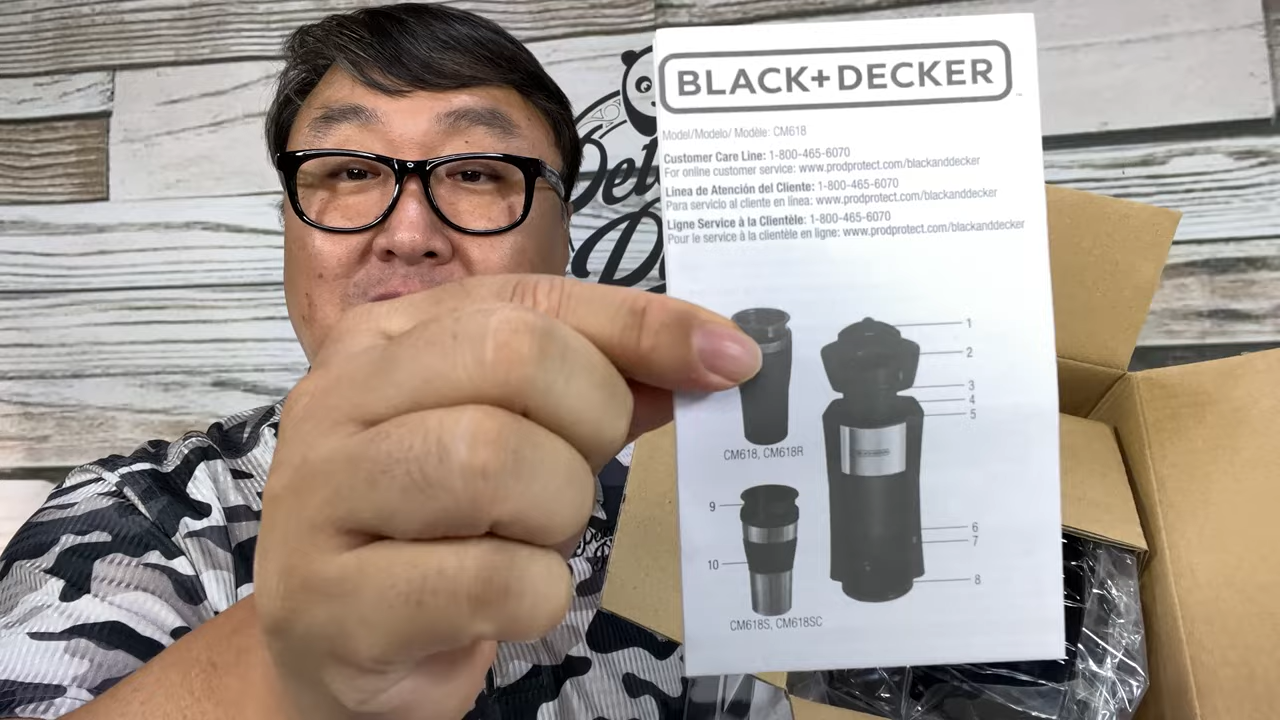 BLACK+DECKER
Model/Modelo/ Modèle: CM618
Customer Care Line: 1-800-465-6070
For online customer service: www.prodprotect.com/blackanddecker
Línea de Atención del Cliente: 1-800-465-6070
Para servicio al cliente en línea: www.prodprotect.com/blackanddecker
Ligne Service à la Clientèle: 1-800-465-6070
Pour le service à la clientèle en ligne: www.prodprotect.com/blackanddecker
1
2
3
4
5
CM618, CM618R
9
6
7
10
8
CM618S, CM618SC